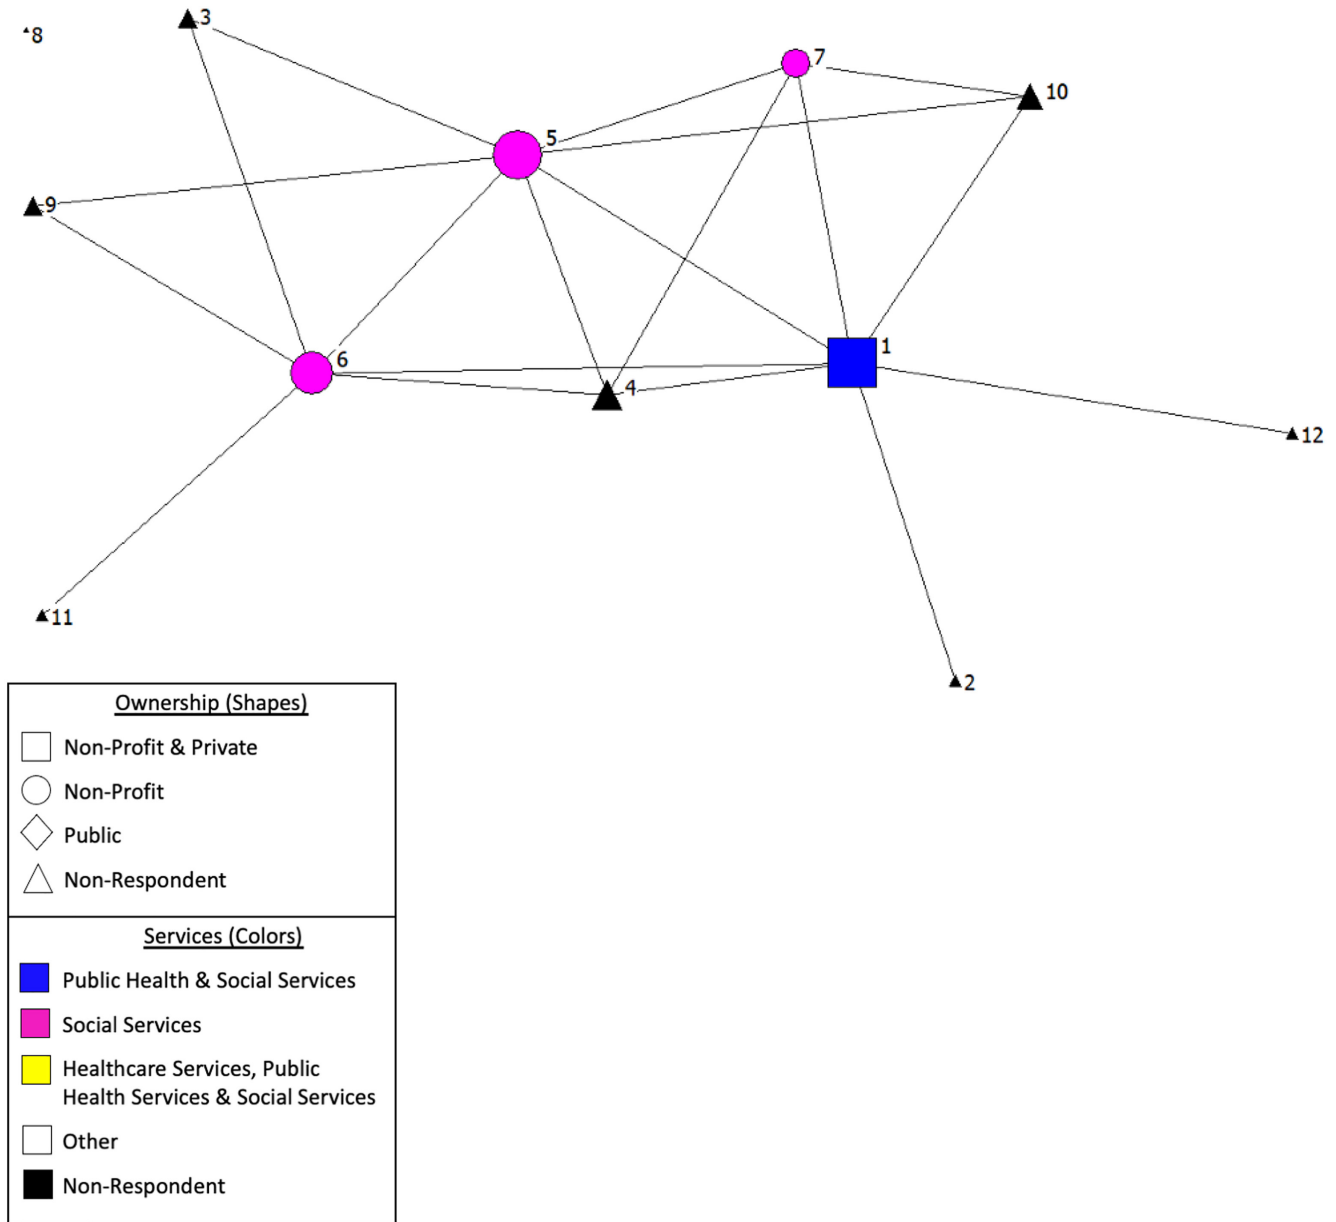 3
8
7
10
5
9
1
6
4
12
11
2
Ownership (Shapes)
Non-Profit & Private
Non-Profit
Public
Non-Respondent
Services (Colors)
Public Health & Social Services
Social Services
Healthcare Services, Public
Health Services & Social Services
Other
Non-Respondent